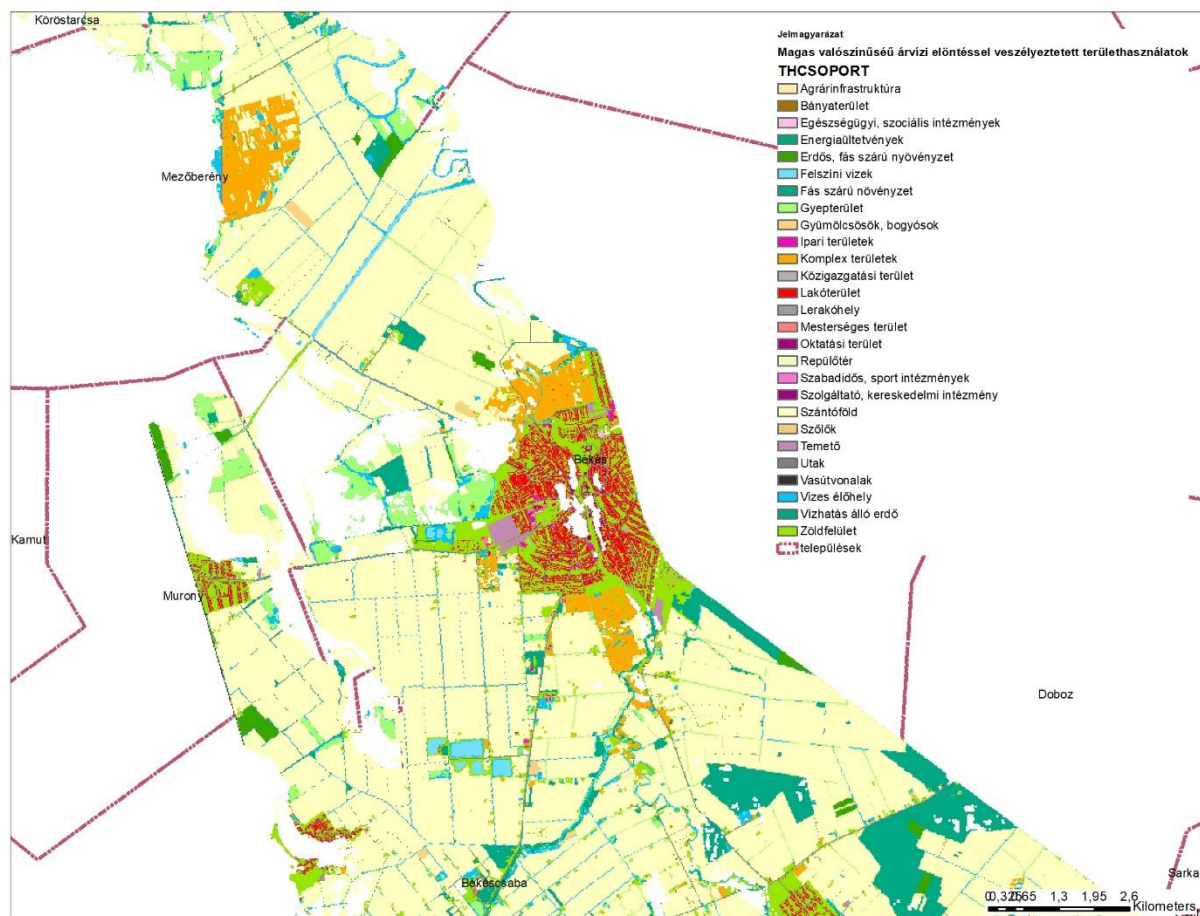 Köröstarcsa
Jelmagyarázat
Magas valószínűségű árvízi elöntéssel veszélyeztetett területhasználatok
THCSOPORT
Agrárinfrastruktúra
Bányaterület
Egészségügyi, szociális intézmények
Energiaültetvények
Erdős, fás szárú nyövényzet
Felszíni vizek
Fás szárú növényzet
Gyepterület
Gyümölcsösök, bogyósok
Ipari területek
Komplex területek
Közigazgatási terület
Lakóterület
Lerakóhely
Mesterséges terület
Oktatási terület
Repülőtér
Szabadidős, sport intézmények
Szolgáltató, kereskedelmi intézmény
Szántóföld
Szőlők
Temető
Utak
Vasútvonalak
Vizes élőhely
Vízhatás álló erdő
Zöldfelület
települések
Mezőberény
Békés
Kamut
Murony
Doboz
Békéscsaba
Sarka
1,3 1,95 2,6
Kilometers